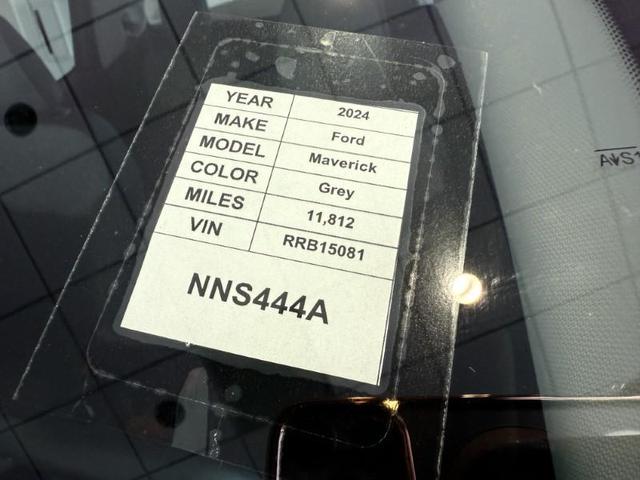 YEAR 2024
MAKE Ford
MODEL Maverick
COLOR Grey
MILES 11,812
VIN RRB15081
NNS444A